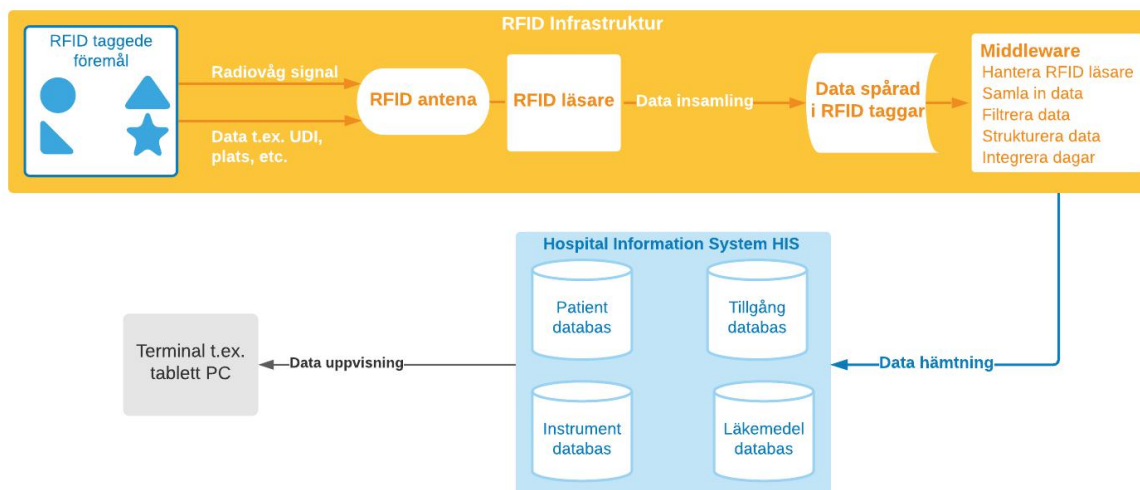 RFID Infrastruktur
RFID taggede
föremål
Radiovåg signal
Data t.ex. UDI,
plats, etc.
RFID antena
RFID läsare
Data insamling
Data spårad
i RFID taggar
Middleware
Hantera RFID läsare
Samla in data
Filtrera data
Strukturera data
Integrera dagar
Hospital Information System HIS
Patient
databas
Tillgång
databas
Instrument
databas
Läkemedel
databas
Data hämtning
Data uppvisning
Terminal t.ex.
tablett PC